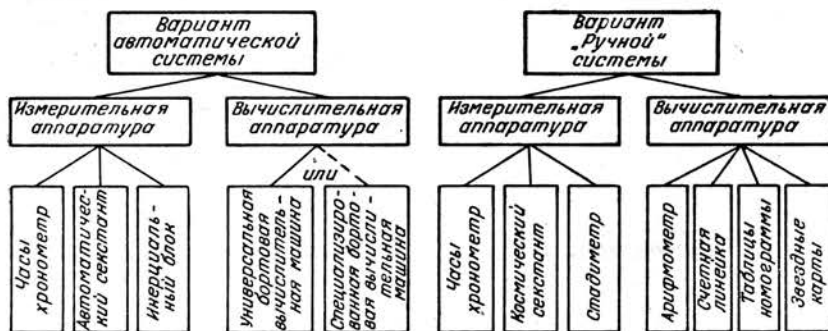 Вариант
автоматической
системы
Измерительная
аппаратура
Вычислительная
аппаратура
или
Часы
хронометр
Автоматичес-
кий секстант
Инерциаль-
ный блок
Универсальная
бортовая
вычислитель-
ная машина
Специализиро-
ванная борто-
вая вычисли-
тельная
машина
Вариант
„Ручной“
системы
Измерительная
аппаратура
Вычислительная
аппаратура
Часы
хронометр
Космический
секстант
Стадиметр
Арифмометр
Счетная
линейка
Таблицы
номограммы
Звездные
карты